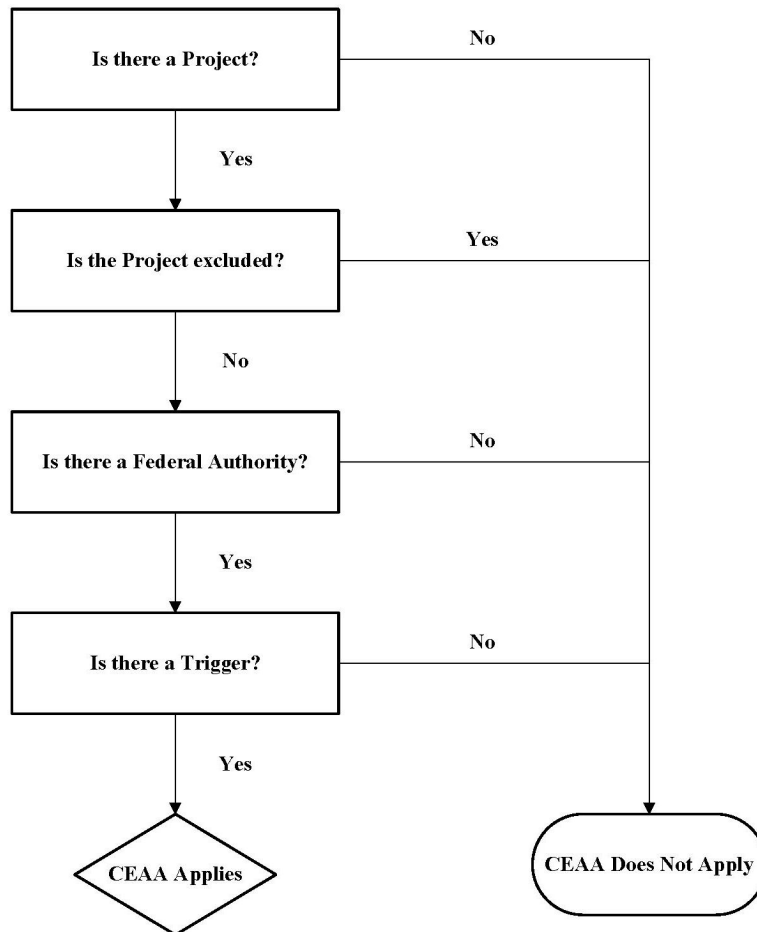 Is there a Project?
No
Yes
Is the Project excluded?
Yes
No
Is there a Federal Authority?
No
Yes
Is there a Trigger?
No
Yes
CEAA Applies
CEAA Does Not Apply